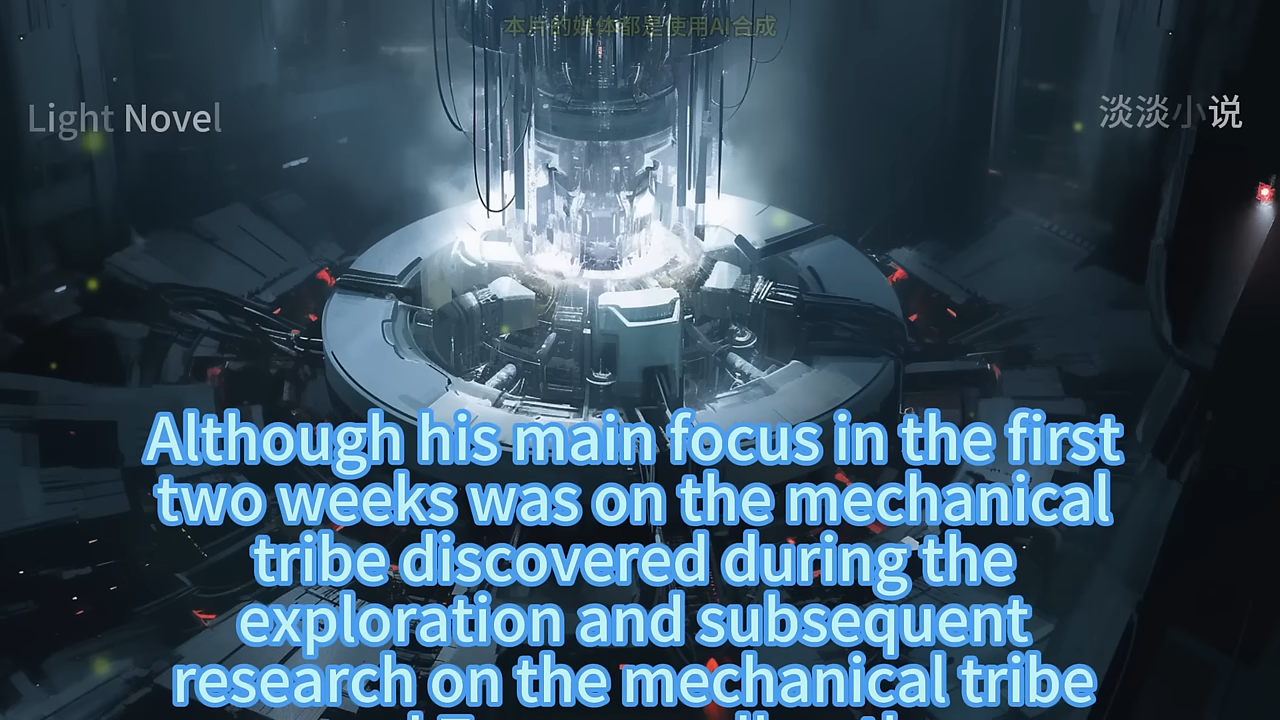 本片的媒体都是使用AI合成
Light Novel
淡淡小说
Although his main focus in the first
two weeks was on the mechanical
tribe discovered during the
exploration and subsequent
research on the mechanical tribe